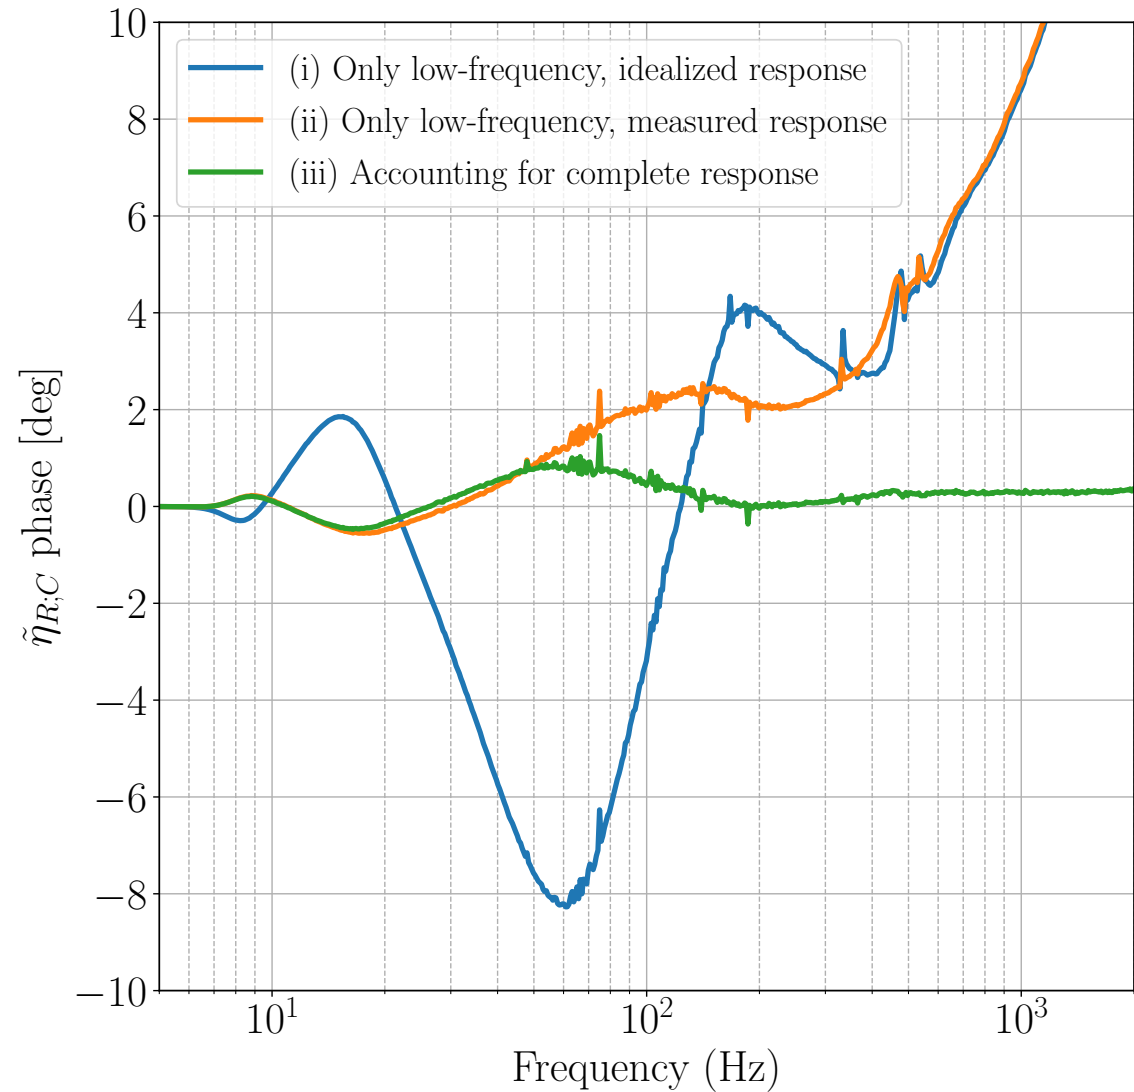 (i) Only low-frequency, idealized response
(ii) Only low-frequency, measured response
(iii) Accounting for complete response
10
8
6
4
2
0
−2
−4
−6
−8
−10
η̃_{R;C} phase [deg]
10¹
10²
10³
Frequency (Hz)